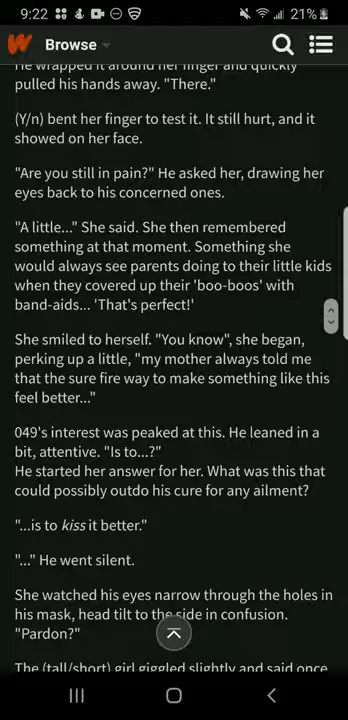 9:22
21%
Browse
He wrapped it around her finger and quickly
pulled his hands away. "There."
(Y/n) bent her finger to test it. It still hurt, and it
showed on her face.
"Are you still in pain?" He asked her, drawing her
eyes back to his concerned ones.
"A little..." She said. She then remembered
something at that moment. Something she
would always see parents doing to their little kids
when they covered up their 'boo-boos' with
band-aids... 'That's perfect!'
She smiled to herself. "You know", she began,
perking up a little, "my mother always told me
that the sure fire way to make something like this
feel better..."
049's interest was peaked at this. He leaned in a
bit, attentive. "Is to...?"
He started her answer for her. What was this that
could possibly outdo his cure for any ailment?
"...is to kiss it better."
"..." He went silent.
She watched his eyes narrow through the holes in
his mask, head tilt to the side in confusion.
"Pardon?"
The (tall/short) girl giggled slightly and said once